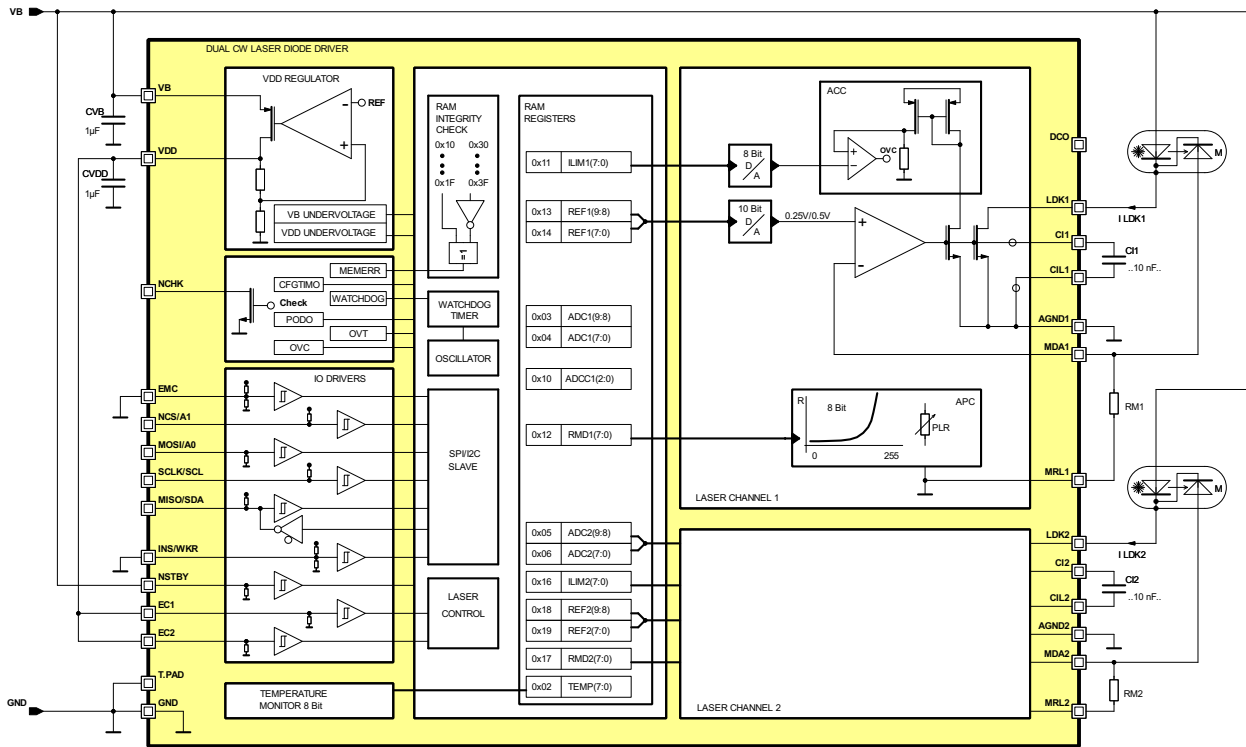 VB
DUAL CW LASER DIODE DRIVER
VB
CVB
1µF
VDD
CVDD
1µF
NCHK
EMC
NCS/A1
MOSI/A0
SCLK/SCL
MISO/SDA
INS/WKR
NSTBY
EC1
EC2
T.PAD
GND
GND
VDD REGULATOR
REF
-
+
VB UNDERVOLTAGE
VDD UNDERVOLTAGE
MEMERR
CFGTIMO
Check
WATCHDOG
PODO
OVT
OVC
IO DRIVERS
TEMPERATURE
MONITOR 8 Bit
RAM
INTEGRITY
CHECK
0x10 0x30
0x1F 0x3F
=1
WATCHDOG
TIMER
OSCILLATOR
SPI/I2C
SLAVE
LASER
CONTROL
RAM
REGISTERS
0x11 ILIM1(7:0)
0x13 REF1(9:8)
0x14 REF1(7:0)
0x03 ADC1(9:8)
0x04 ADC1(7:0)
0x10 ADCC1(2:0)
0x12 RMD1(7:0)
0x05 ADC2(9:8)
0x06 ADC2(7:0)
0x16 ILIM2(7:0)
0x18 REF2(9:8)
0x19 REF2(7:0)
0x17 RMD2(7:0)
0x02 TEMP(7:0)
8 Bit
D
A
10 Bit
D
A
0.25V/0.5V
ACC
+
-
OVC
+
-
R
8 Bit
APC
PLR
0 255
LASER CHANNEL 1
LASER CHANNEL 2
DCO
LDK1
CI1
CIL1
AGND1
MDA1
MRL1
LDK2
CI2
CIL2
AGND2
MDA2
MRL2
M
I LDK1
CI1
..10 nF..
RM1
M
I LDK2
CI2
..10 nF..
RM2